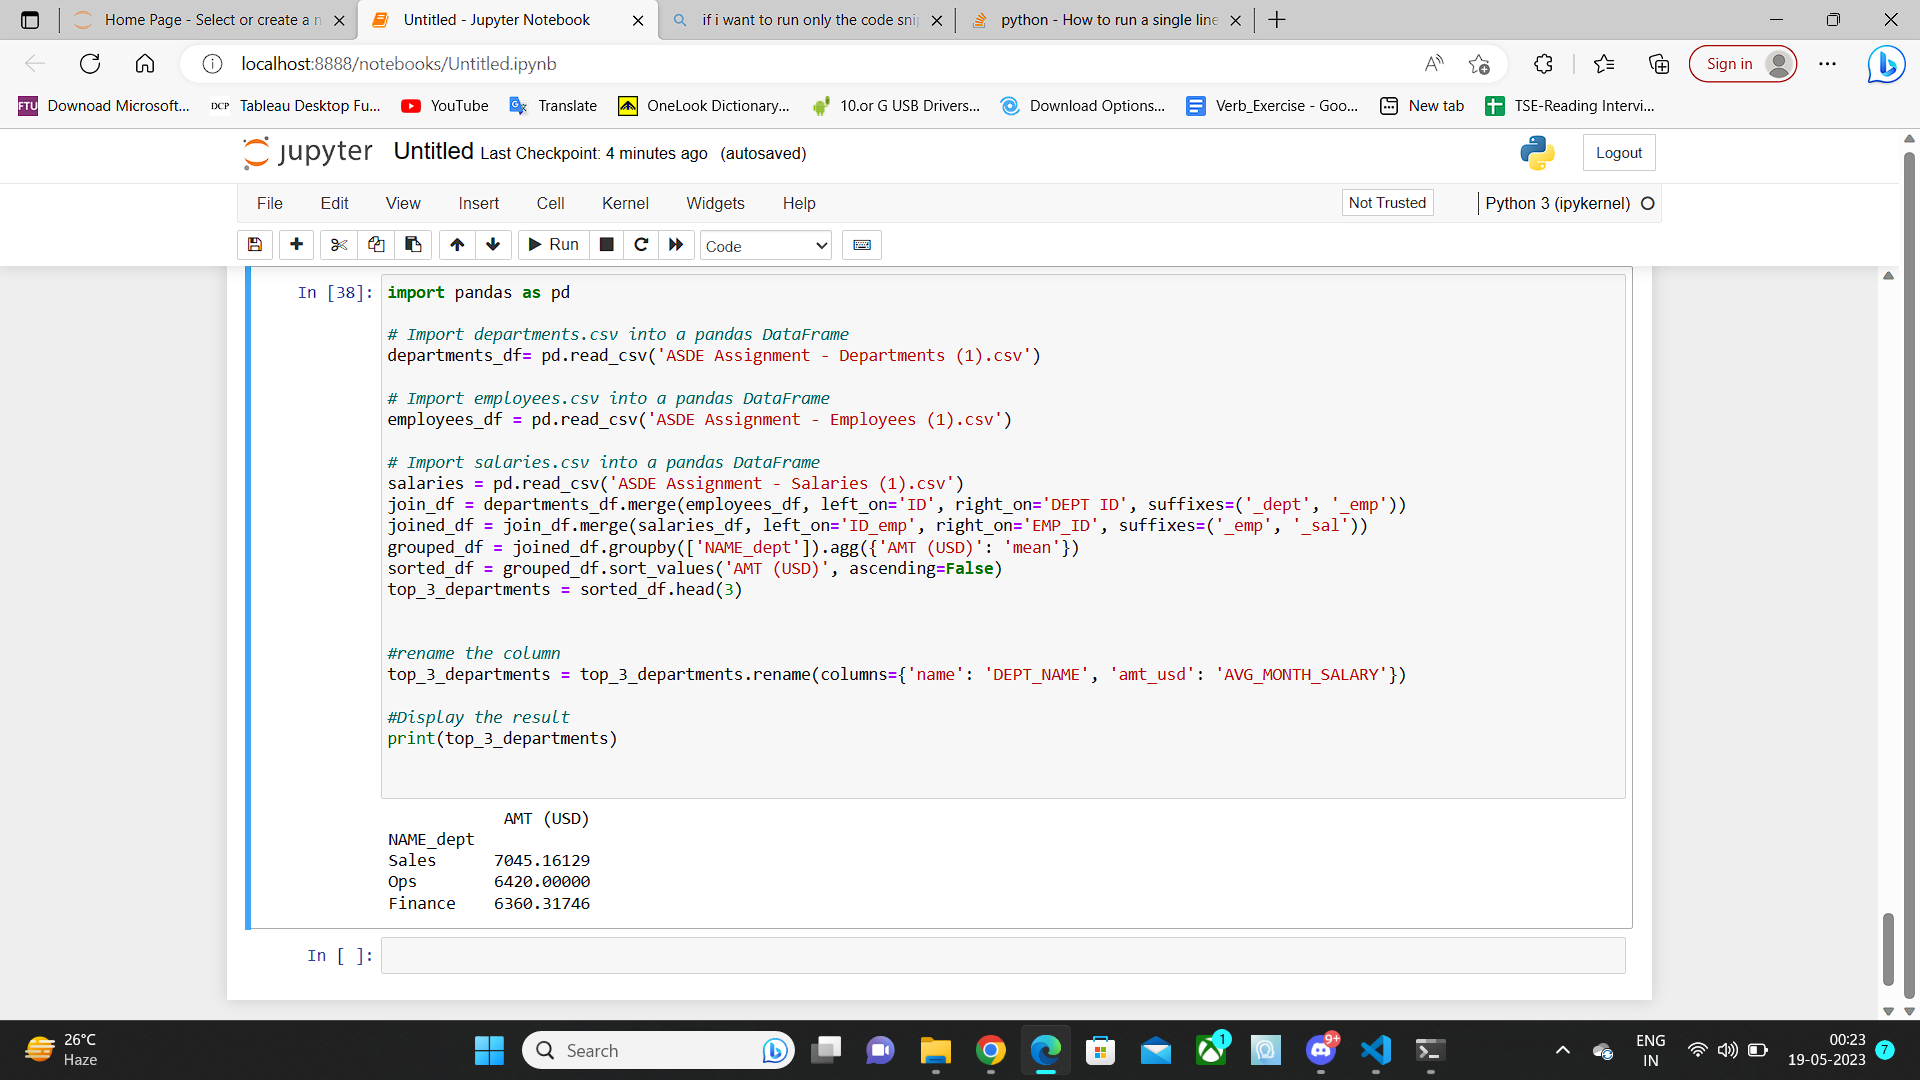 Home Page - Select or create a n
Untitled - Jupyter Notebook
if i want to run only the code sni
python - How to run a single line
localhost:8888/notebooks/Untitled.ipynb
Sign in
FTU Downoad Microsoft...
DCP Tableau Desktop Fu...
YouTube
Translate
OneLook Dictionary...
10.or G USB Drivers...
Download Options...
Verb_Exercise - Goo...
New tab
TSE-Reading Intervi...
jupyter Untitled Last Checkpoint: 4 minutes ago (autosaved)
Logout
File Edit View Insert Cell Kernel Widgets Help
Not Trusted
Python 3 (ipykernel)
Run
Code
In [38]:
import pandas as pd
# Import departments.csv into a pandas DataFrame
departments_df= pd.read_csv('ASDE Assignment - Departments (1).csv')
# Import employees.csv into a pandas DataFrame
employees_df = pd.read_csv('ASDE Assignment - Employees (1).csv')
# Import salaries.csv into a pandas DataFrame
salaries = pd.read_csv('ASDE Assignment - Salaries (1).csv')
join_df = departments_df.merge(employees_df, left_on='ID', right_on='DEPT ID', suffixes=('_dept', '_emp'))
joined_df = join_df.merge(salaries_df, left_on='ID_emp', right_on='EMP_ID', suffixes=('_emp', '_sal'))
grouped_df = joined_df.groupby(['NAME_dept']).agg({'AMT (USD)': 'mean'})
sorted_df = grouped_df.sort_values('AMT (USD)', ascending=False)
top_3_departments = sorted_df.head(3)
#rename the column
top_3_departments = top_3_departments.rename(columns={'name': 'DEPT_NAME', 'amt_usd': 'AVG_MONTH_SALARY'})
#Display the result
print(top_3_departments)
AMT (USD)
NAME_dept
Sales 7045.16129
Ops 6420.00000
Finance 6360.31746
In [ ]:
26°C
Haze
Search
1
9+
ENG
IN
00:23
19-05-2023
7